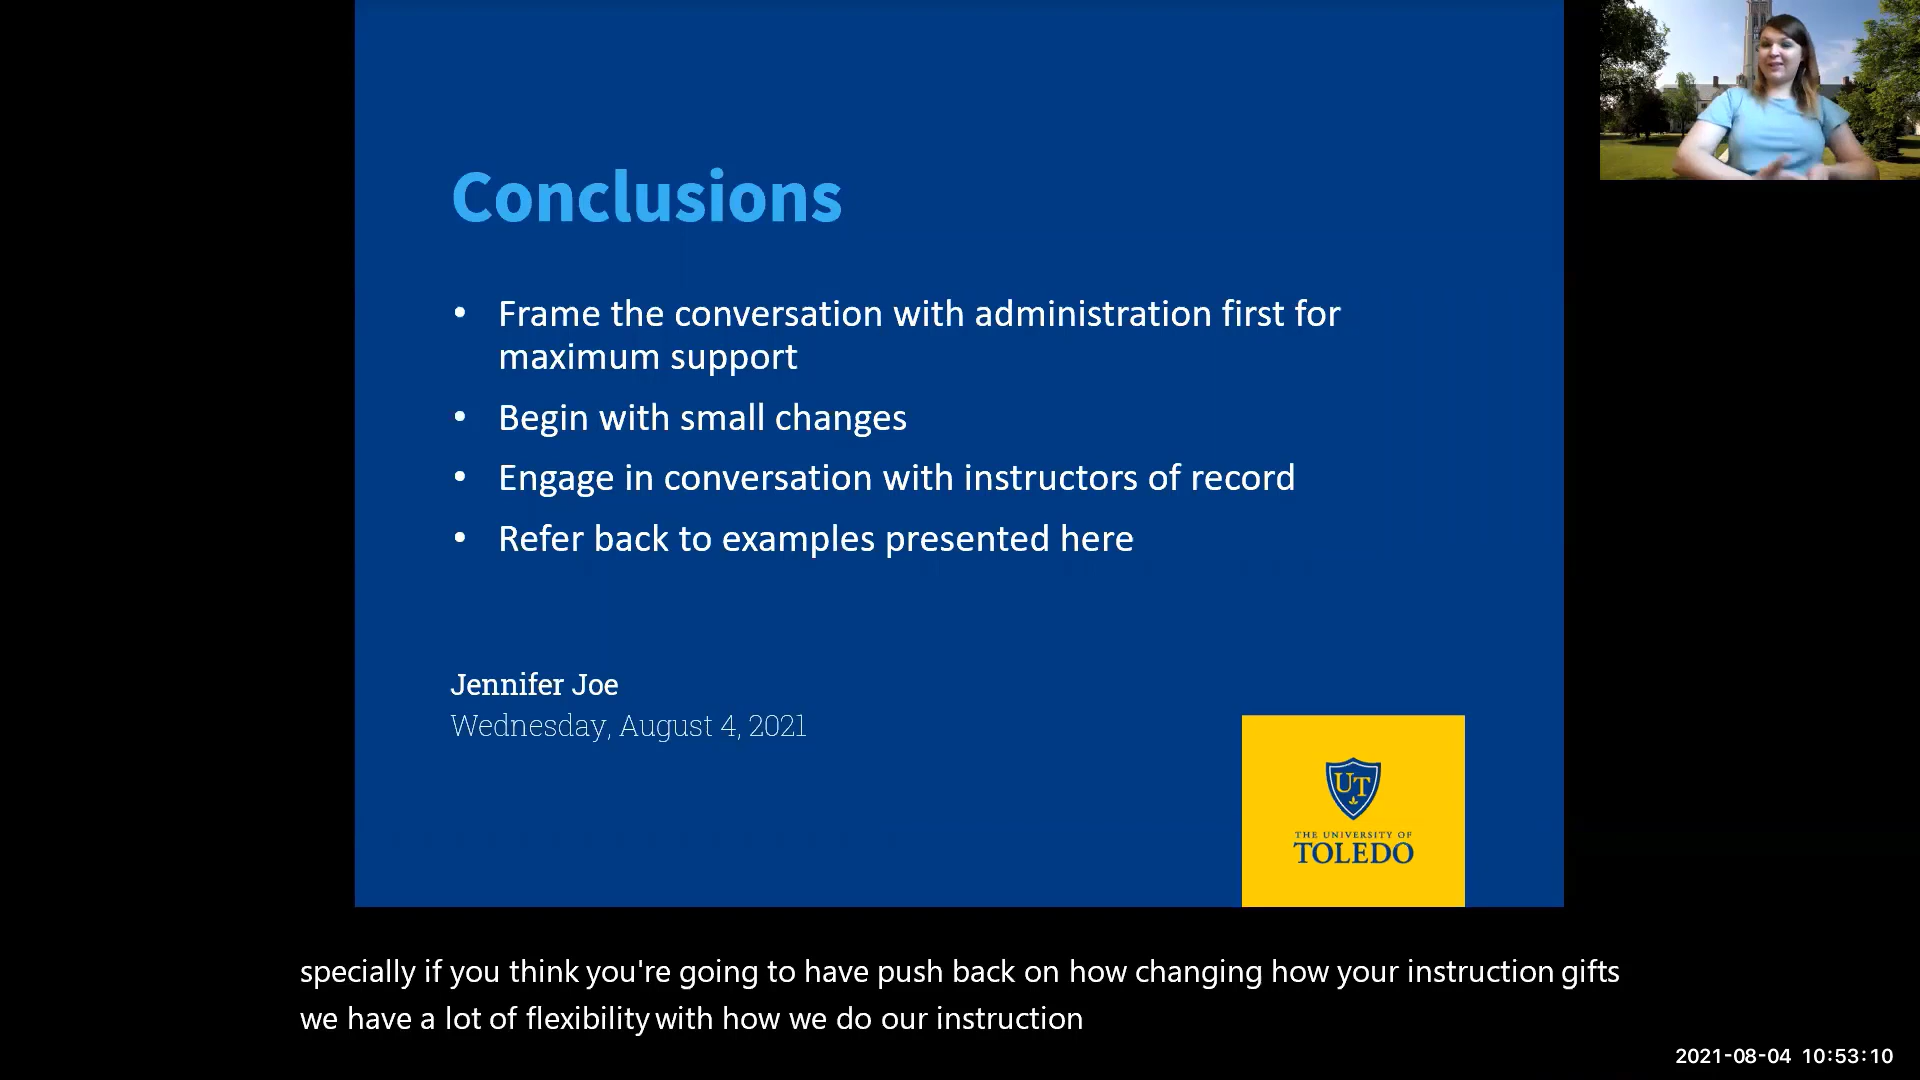 Conclusions
• Frame the conversation with administration first for
maximum support
• Begin with small changes
• Engage in conversation with instructors of record
• Refer back to examples presented here
Jennifer Joe
Wednesday, August 4, 2021
UT
THE UNIVERSITY OF
TOLEDO
specially if you think you're going to have push back on how changing how your instruction gifts
we have a lot of flexibility with how we do our instruction
2021-08-04 10:53:10